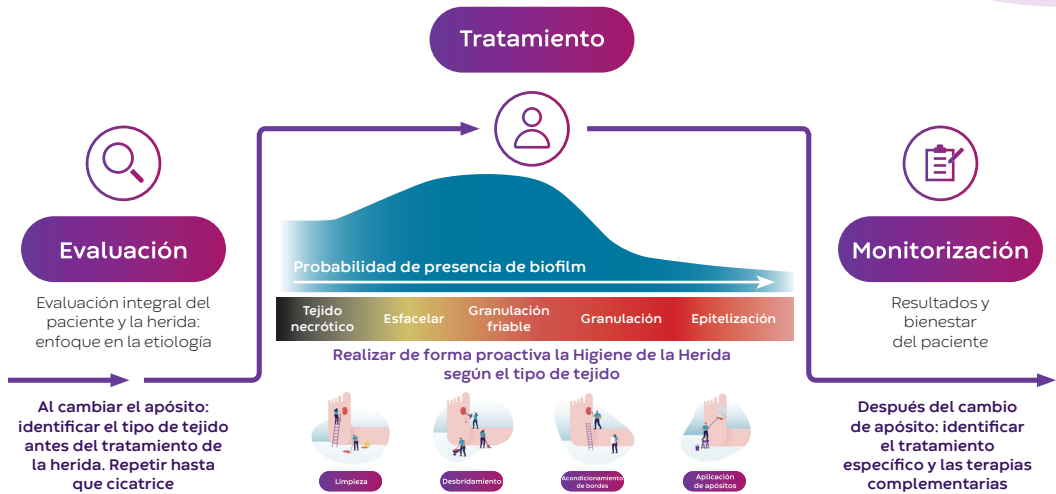 Tratamiento
Evaluación
Evaluación integral del
paciente y la herida:
enfoque en la etiología
Al cambiar el apósito:
identificar el tipo de tejido
antes del tratamiento de
la herida. Repetir hasta
que cicatrice
Probabilidad de presencia de biofilm
Tejido
necrótico
Esfacelar
Granulación
friable
Granulación
Epitelización
Realizar de forma proactiva la Higiene de la Herida
según el tipo de tejido
Limpieza
Desbridamiento
Acondicionamiento
de bordes
Aplicación
de apósitos
Monitorización
Resultados y
bienestar
del paciente
Después del cambio
de apósito: identificar
el tratamiento
específico y las terapias
complementarias